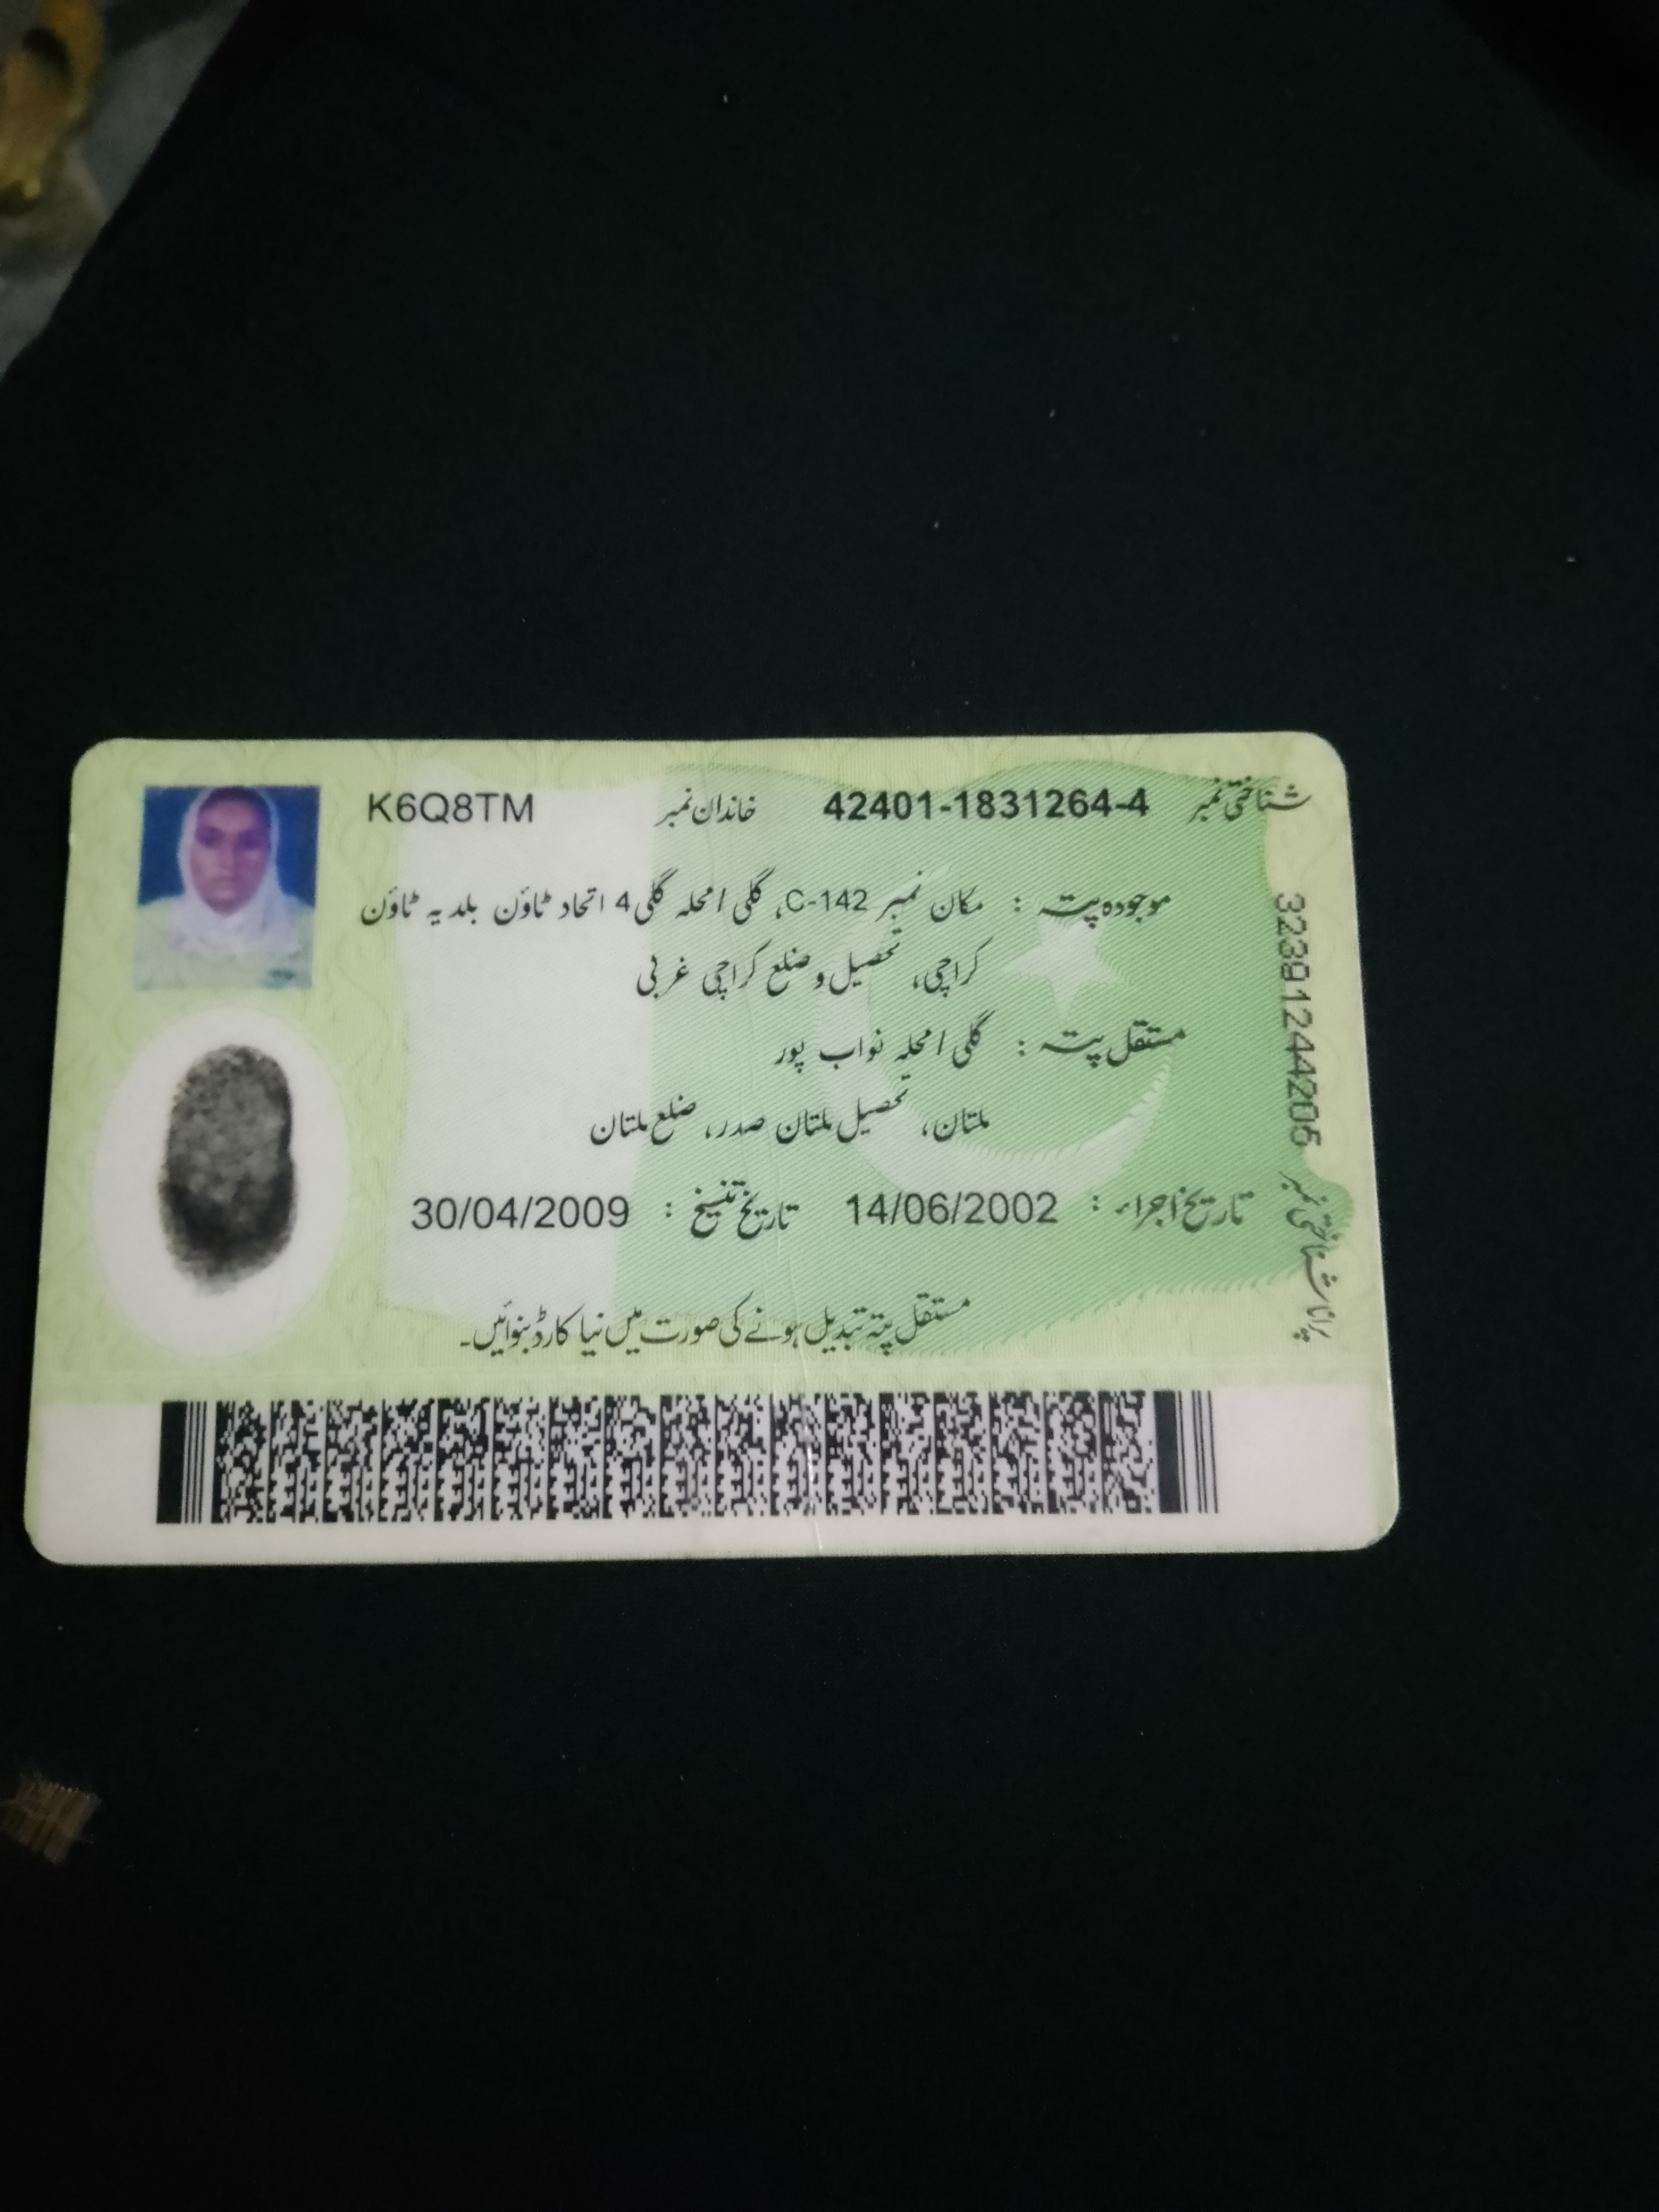 شناختی نمبر 42401-1831264-4 خاندان نمبر K6Q8TM
موجودہ پتہ : مکان نمبر C-142، گلی / محلہ گلی 4 اتحاد ٹاؤن بلدیہ ٹاؤن
کراچی، تحصیل و ضلع کراچی غربی
مستقل پتہ : گلی / محلہ نواب پور
ملتان، تحصیل ملتان صدر، ضلع ملتان
تاریخ اجراء : 14/06/2002 تاریخ تنسیخ : 30/04/2009
مستقل پتہ تبدیل ہونے کی صورت میں نیا کارڈ بنوائیں۔
پرانا شناختی نمبر